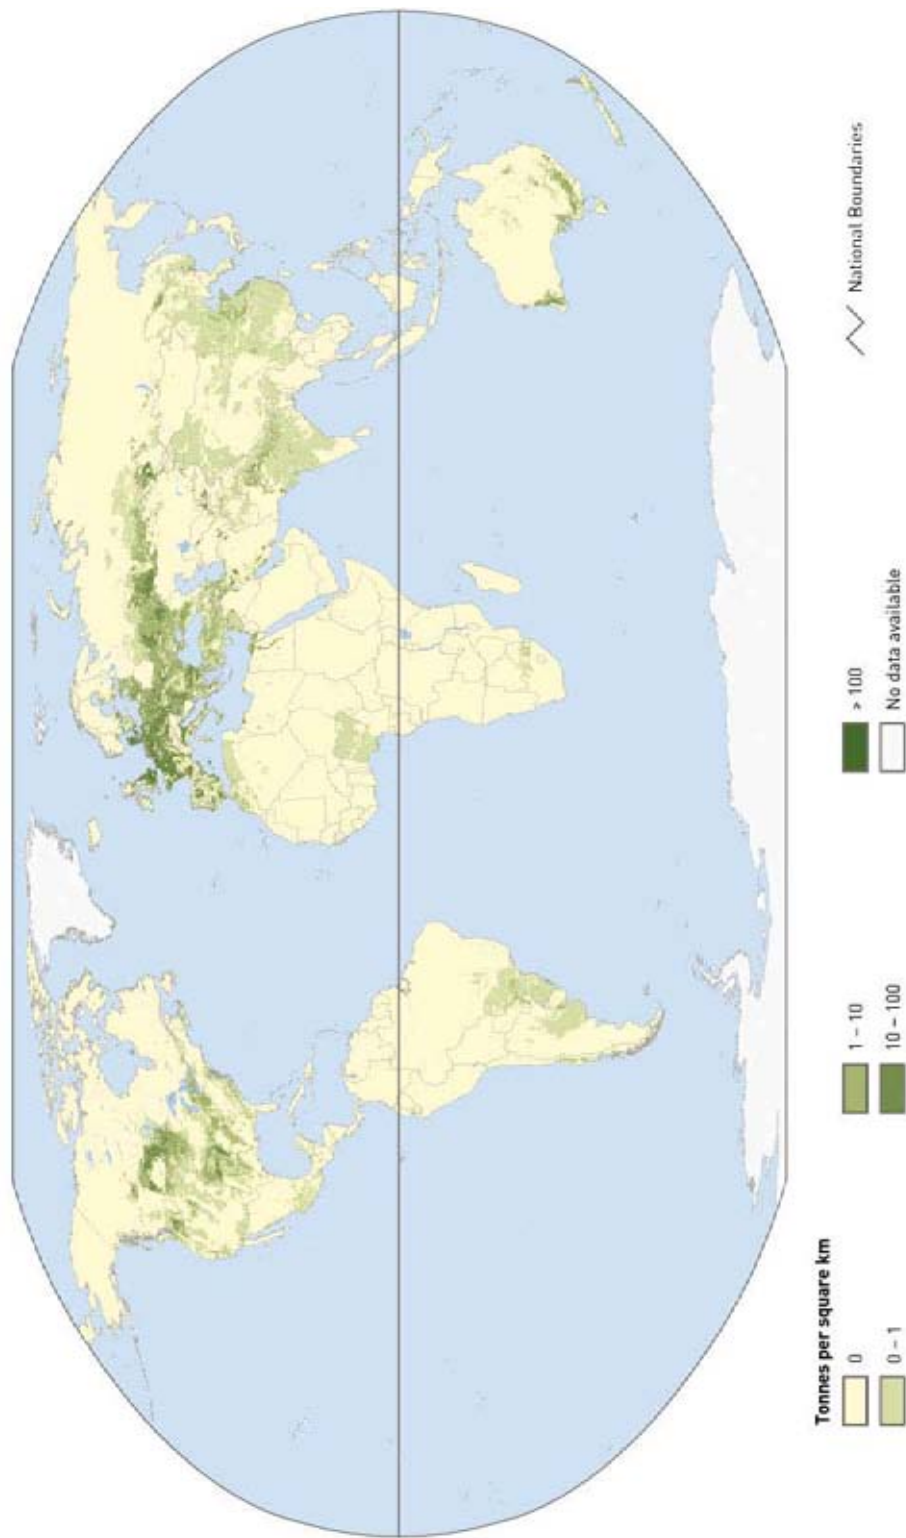 Tonnes per square km
0
0 – 1
1 – 10
10 – 100
> 100
No data available
National Boundaries